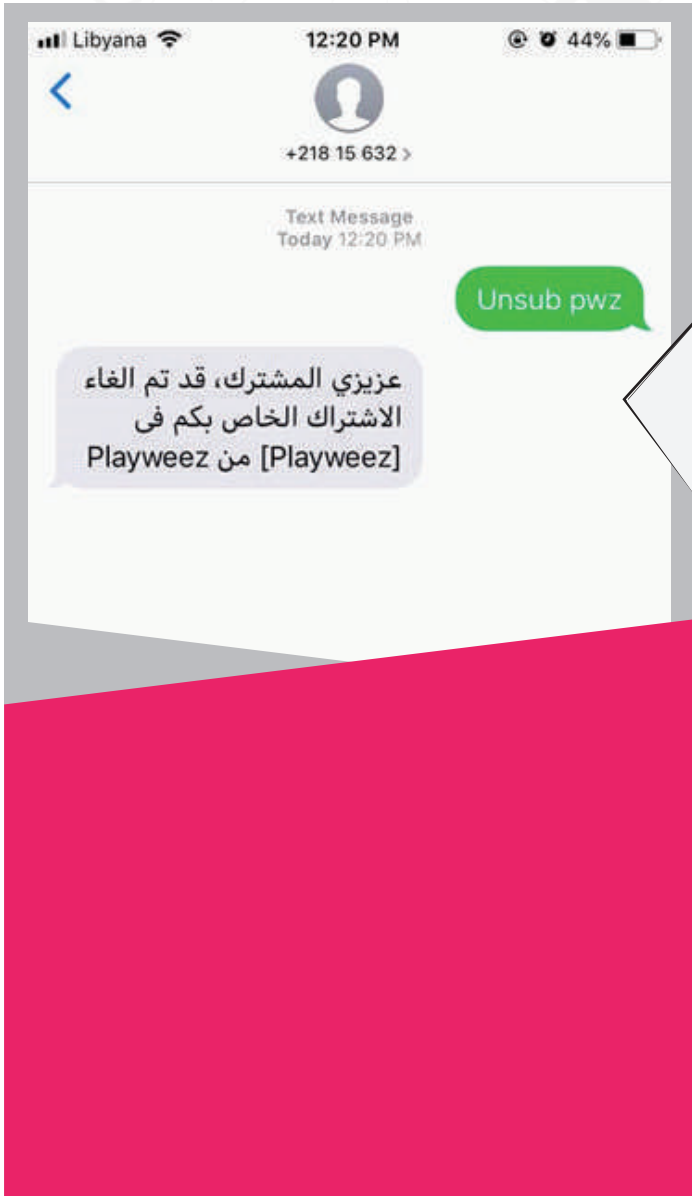 Libyana
12:20 PM
44%
+218 15 632 >
Text Message
Today 12:20 PM
Unsub pwz
عزيزي المشترك، قد تم الغاء
الاشتراك الخاص بكم فى
[Playweez] من Playweez